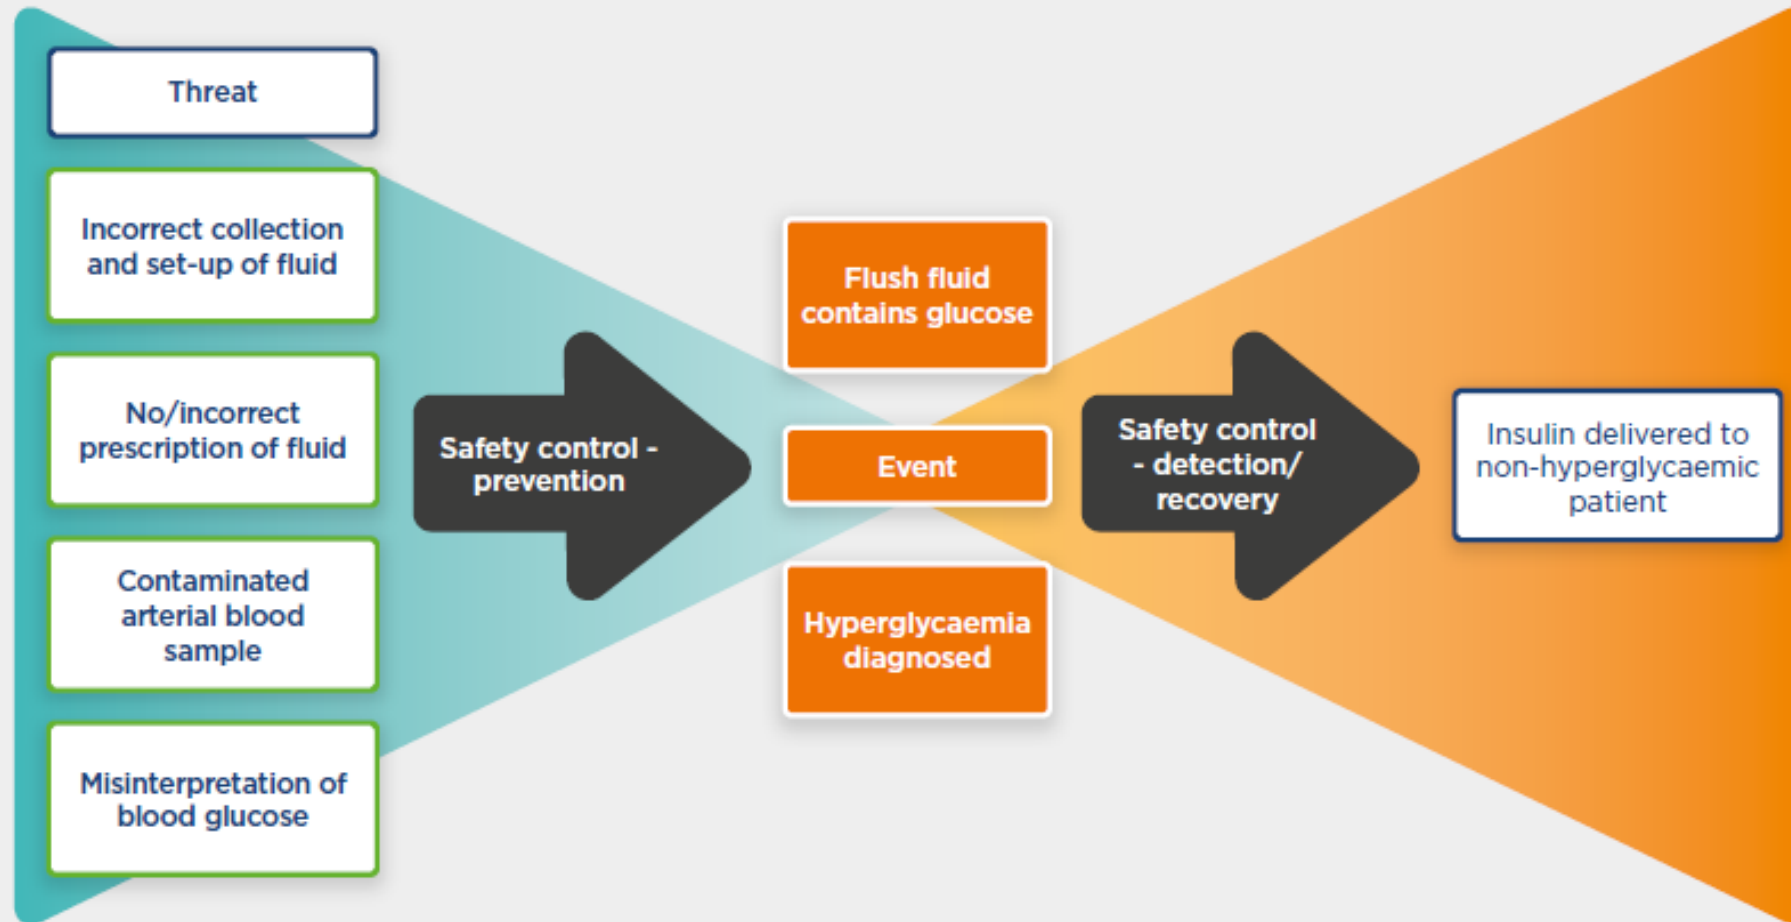 Threat
Incorrect collection
and set-up of fluid
No/incorrect
prescription of fluid
Contaminated
arterial blood
sample
Misinterpretation of
blood glucose
Safety control -
prevention
Flush fluid
contains glucose
Event
Hyperglycaemia
diagnosed
Safety control
- detection/
recovery
Insulin delivered to
non-hyperglycaemic
patient